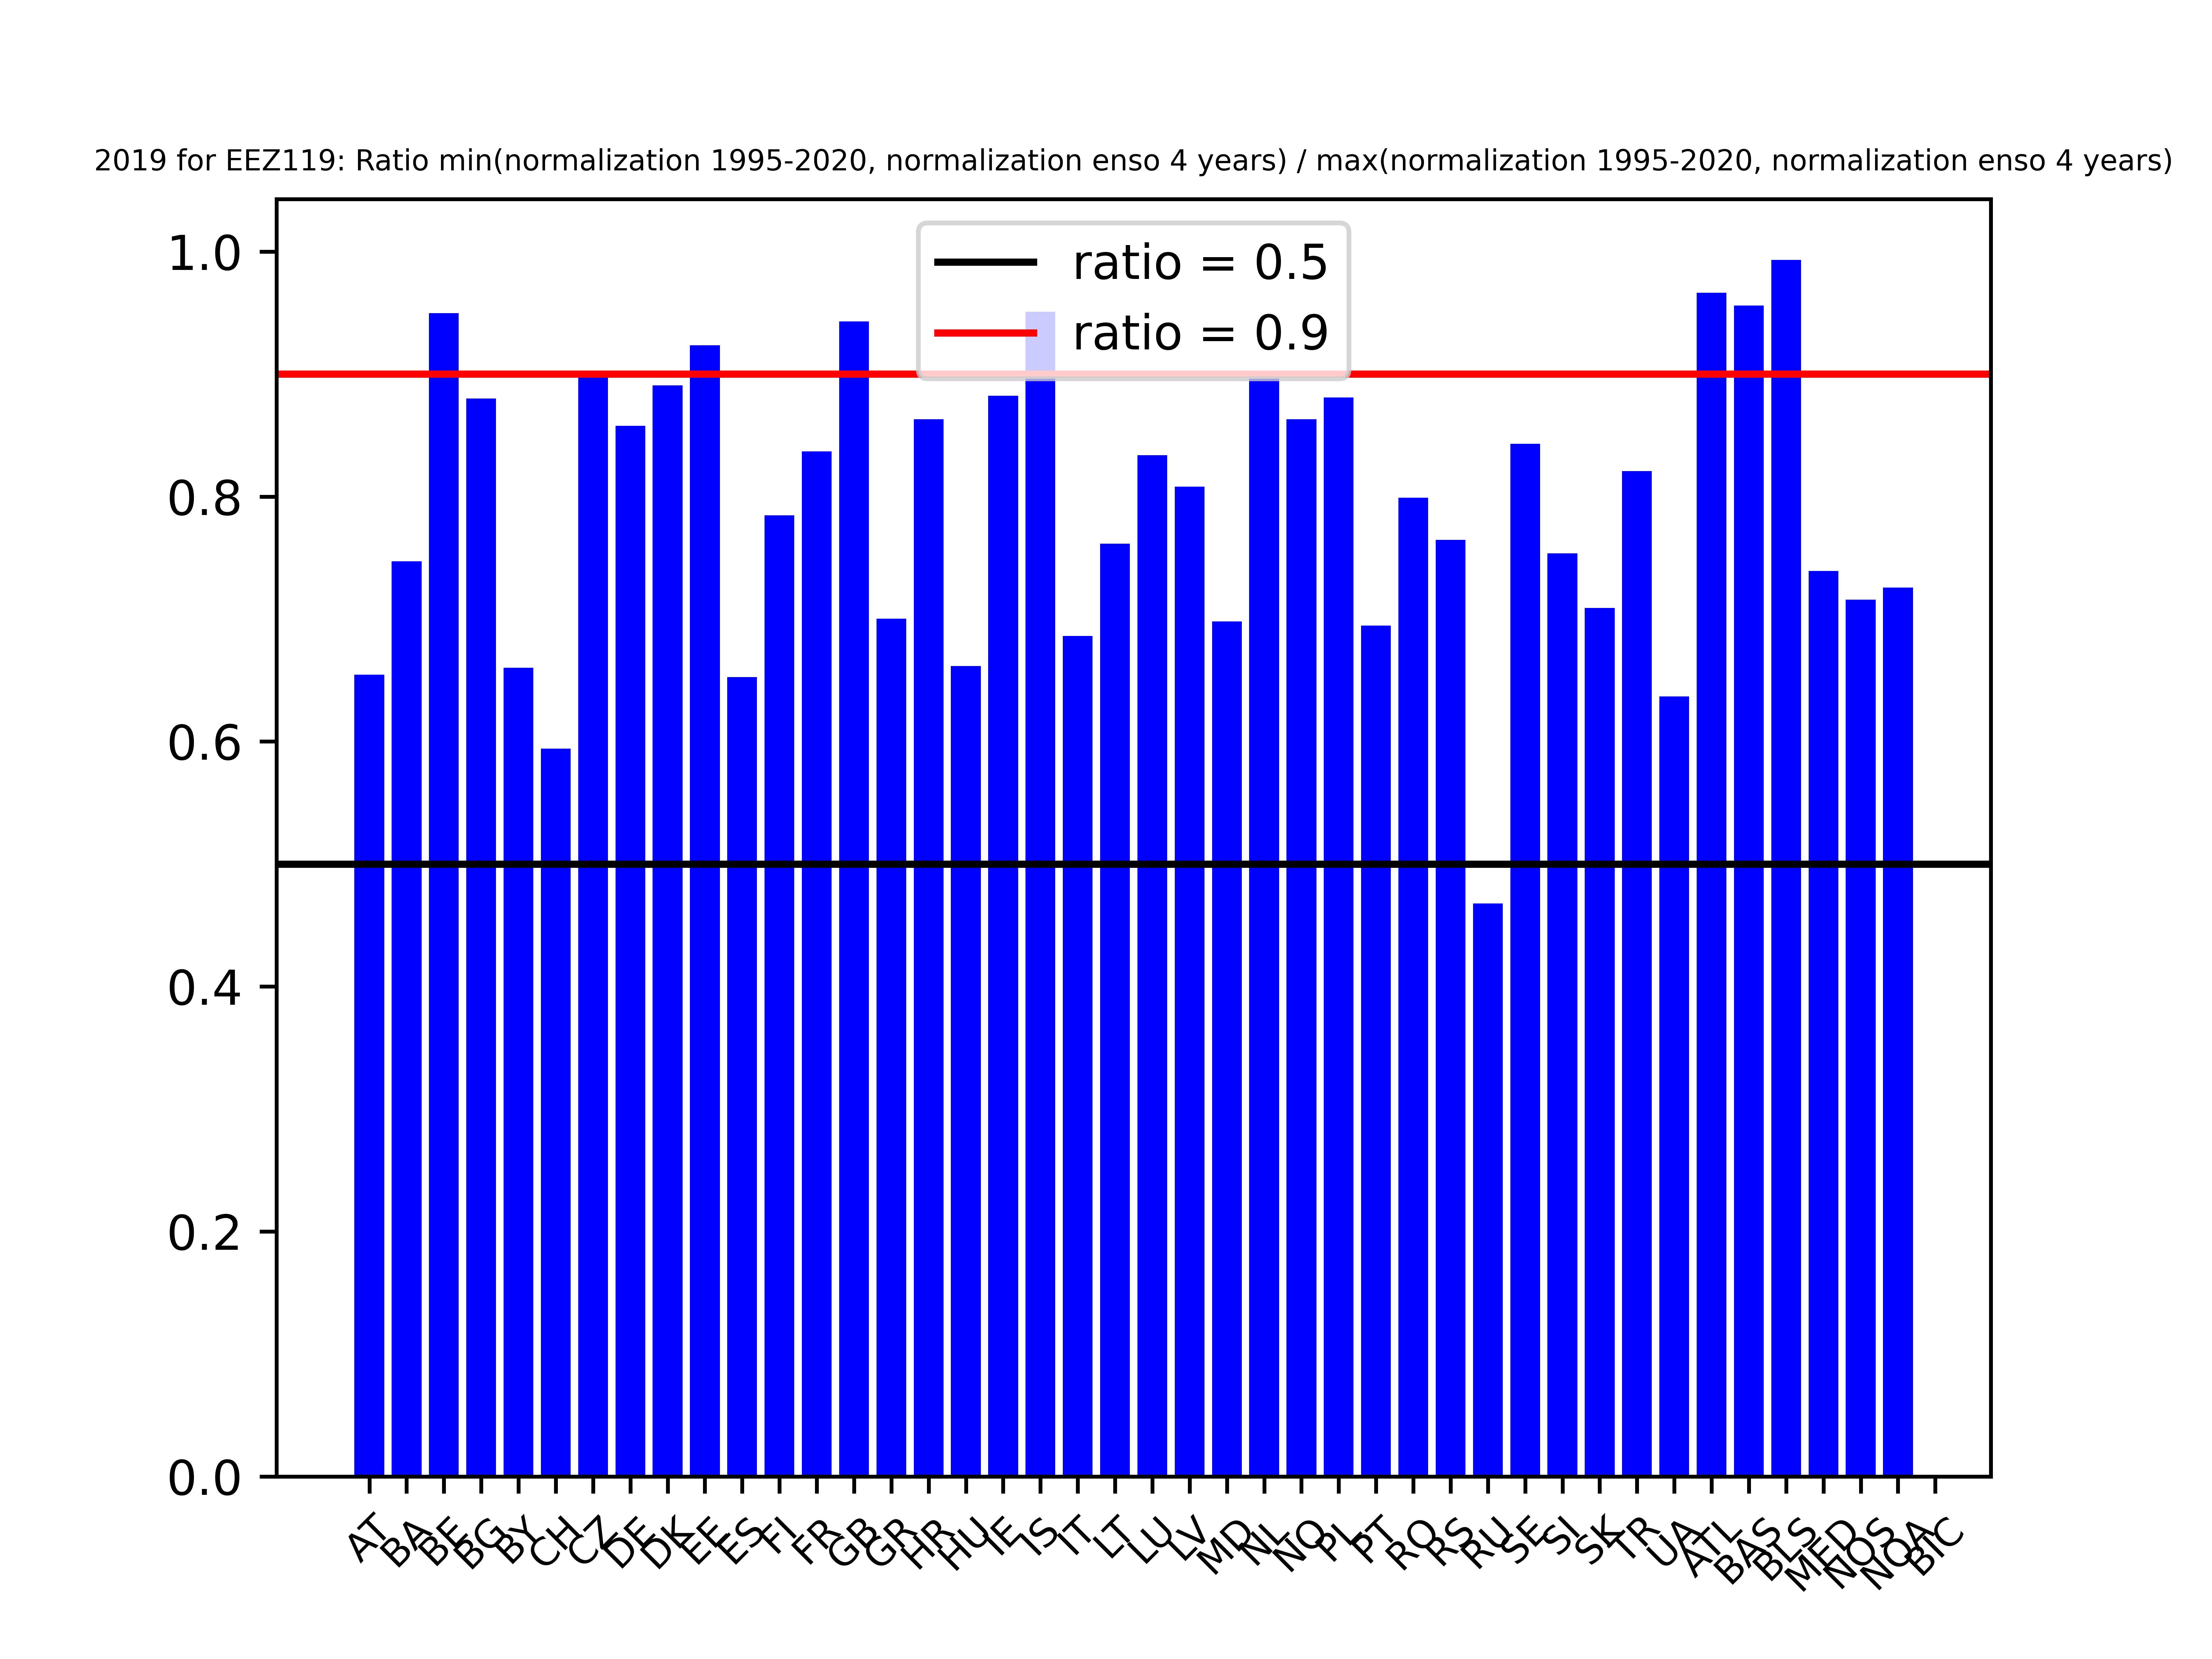 2019 for EEZ119: Ratio min(normalization 1995-2020, normalization enso 4 years) / max(normalization 1995-2020, normalization enso 4 years)
ratio = 0.5
ratio = 0.9
1.0
0.8
0.6
0.4
0.2
0.0
AT BA BE BG BY CH CZ DE DK EE ES FI FR GB GR HR HU IE IS IT LT LU LV MD NL NO PL PT RO RS RU SE SI SK TR UA ATL BAS BLS MED NOS NOA BIC